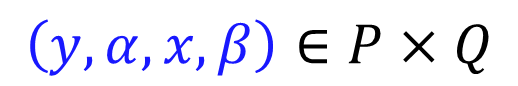 (y, α, x, β) ∈ P × Q